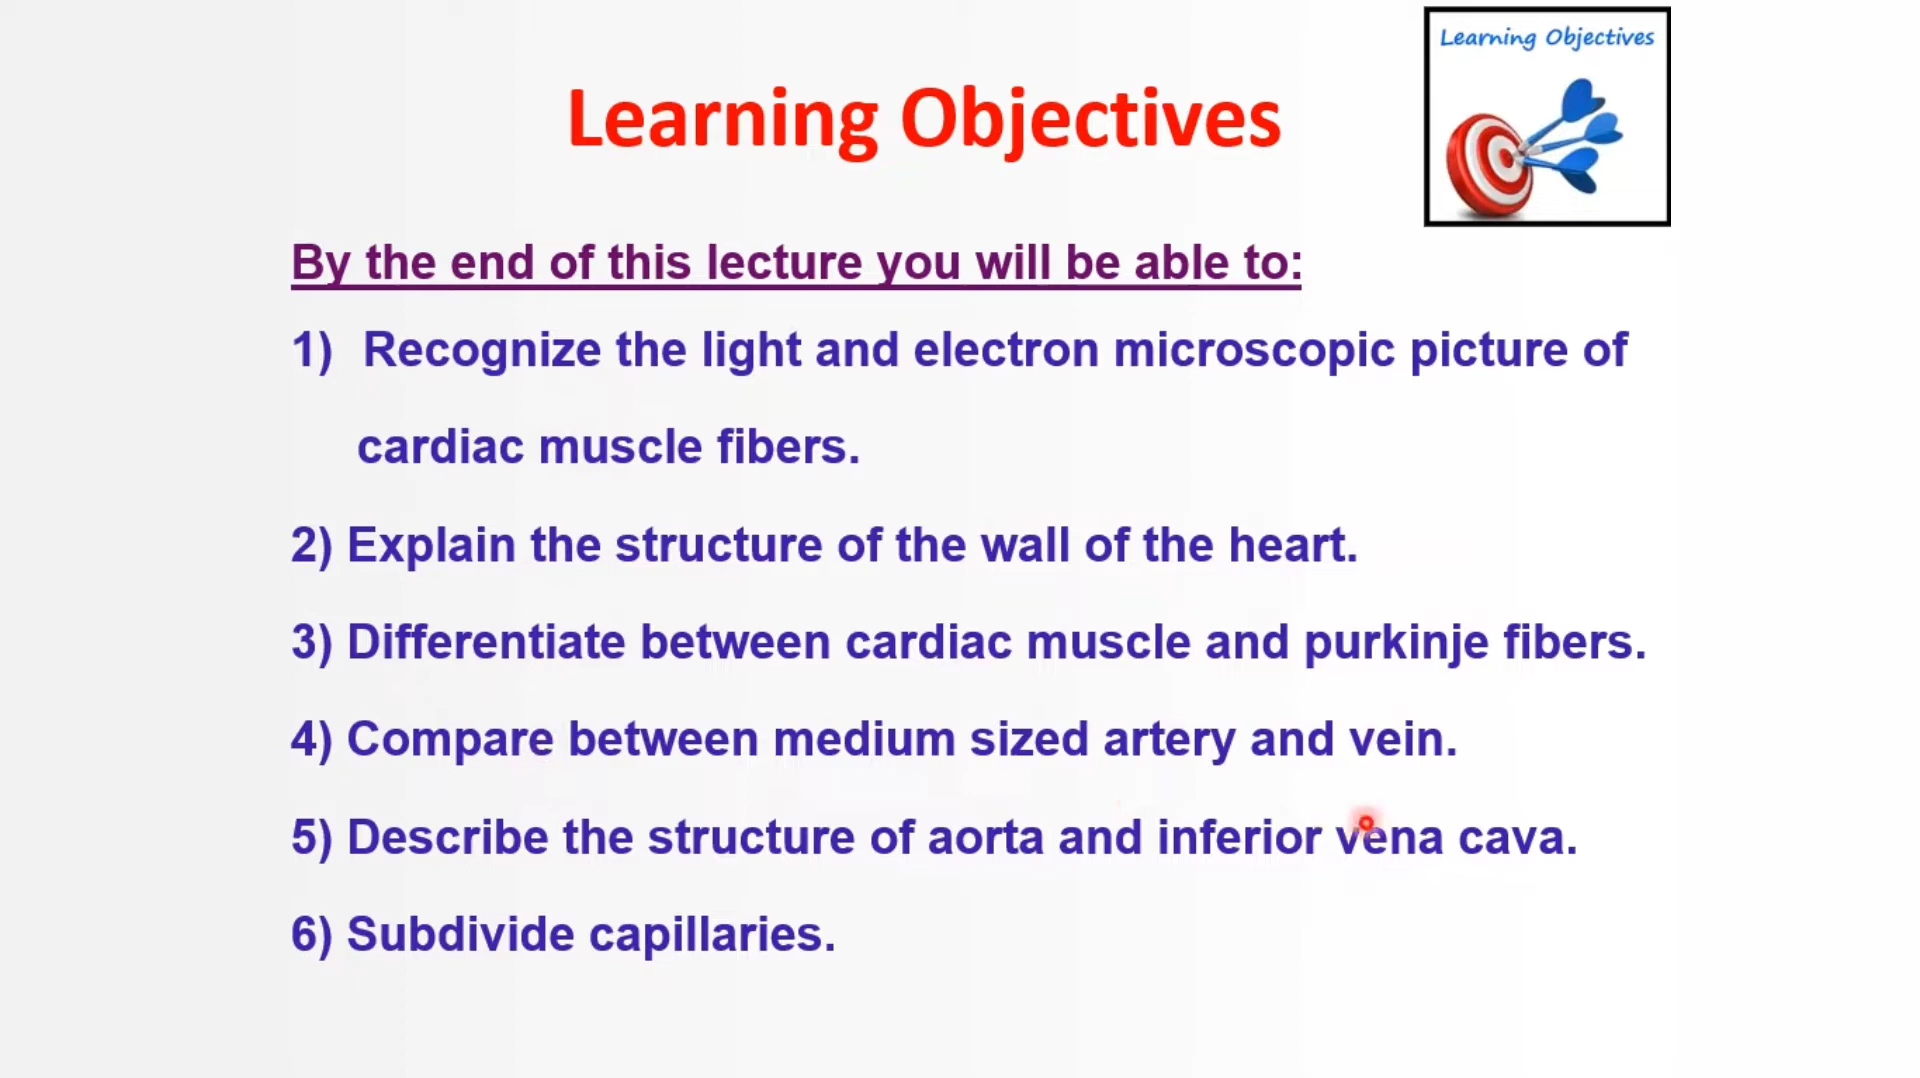 Learning Objectives
Learning Objectives
By the end of this lecture you will be able to:
1) Recognize the light and electron microscopic picture of
cardiac muscle fibers.
2) Explain the structure of the wall of the heart.
3) Differentiate between cardiac muscle and purkinje fibers.
4) Compare between medium sized artery and vein.
5) Describe the structure of aorta and inferior vena cava.
6) Subdivide capillaries.